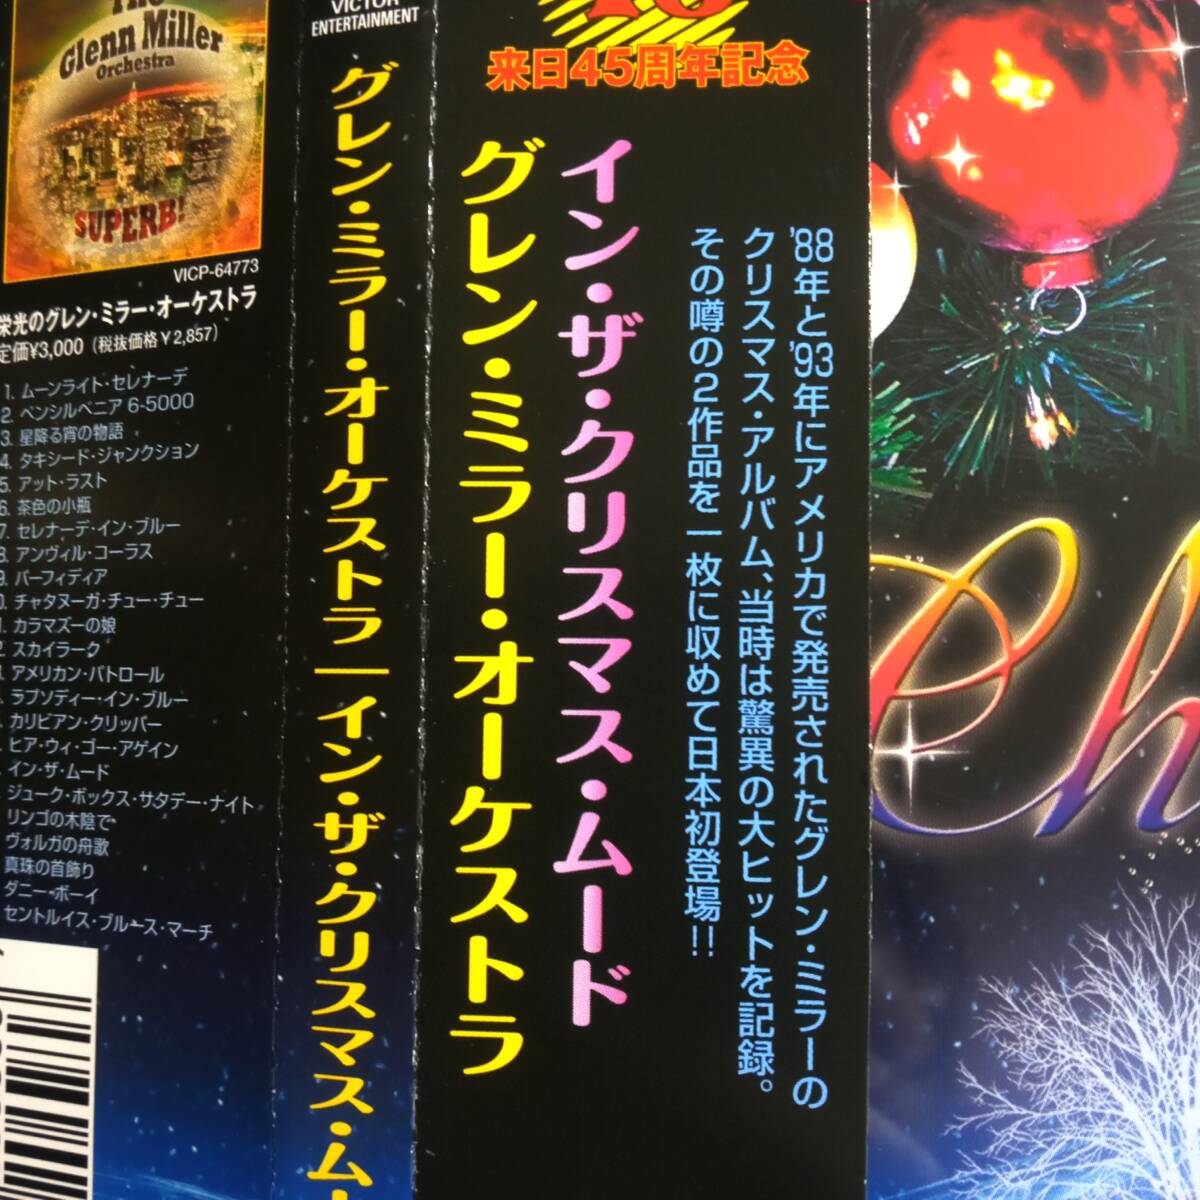 The
Glenn Miller
Orchestra
SUPERB!
VICP-64773
栄光のグレン・ミラー・オーケストラ
定価¥3,000（税抜価格￥2,857）
1. ムーンライト・セレナーデ
2. ペンシルベニア 6-5000
3. 星降る宵の物語
4. タキシード・ジャンクション
5. アット・ラスト
6. 茶色の小瓶
7. セレナーデ・イン・ブルー
8. アンヴィル・コーラス
9. パーフィディア
0. チャタヌーガ・チュー・チュー
1. カラマズーの娘
2. スカイラーク
3. アメリカン・パトロール
ラプソディー・イン・ブルー
カリビアン・クリッパー
ヒア・ウィ・ゴー・アゲイン
イン・ザ・ムード
ジューク・ボックス・サタデー・ナイト
リンゴの木陰で
ヴォルガの舟歌
真珠の首飾り
ダニー・ボーイ
セントルイス・ブルース・マーチ
VICTOR
ENTERTAINMENT
グレン・ミラー・オーケストラ｜イン・ザ・クリスマス・ム
来日45周年記念
イン・ザ・クリスマス・ムード
グレン・ミラー・オーケストラ
'88年と'93年にアメリカで発売されたグレン・ミラーの
クリスマス・アルバム、当時は驚異の大ヒットを記録。
その噂の2作品を一枚に収めて日本初登場!!
Ch